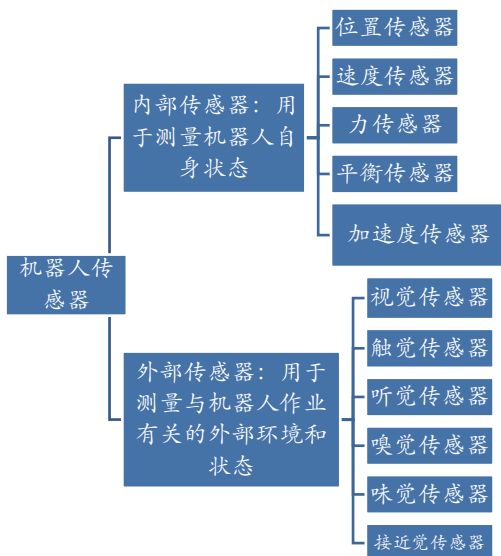 机器人传
感器
内部传感器：用
于测量机器人自
身状态
位置传感器
速度传感器
力传感器
平衡传感器
加速度传感器
外部传感器：用于
测量与机器人作业
有关的外部环境和
状态
视觉传感器
触觉传感器
听觉传感器
嗅觉传感器
味觉传感器
接近觉传感器